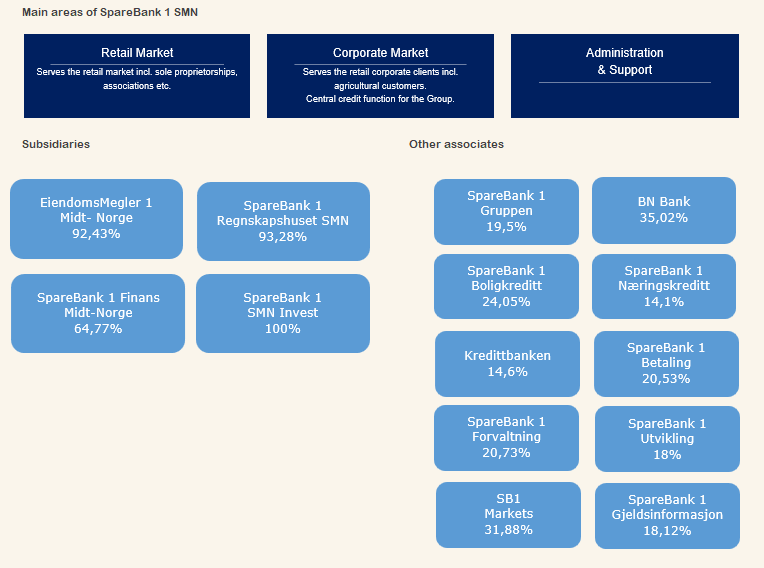 Main areas of SpareBank 1 SMN
Retail Market
Serves the retail market incl. sole proprietorships,
associations etc.
Corporate Market
Serves the retail corporate clients incl.
agricultural customers.
Central credit function for the Group.
Administration
& Support
Subsidiaries
EiendomsMegler 1
Midt- Norge
92,43%
SpareBank 1
Regnskapshuset SMN
93,28%
SpareBank 1 Finans
Midt-Norge
64,77%
SpareBank 1
SMN Invest
100%
Other associates
SpareBank 1
Gruppen
19,5%
BN Bank
35,02%
SpareBank 1
Boligkreditt
24,05%
SpareBank 1
Næringskreditt
14,1%
Kredittbanken
14,6%
SpareBank 1
Betaling
20,53%
SpareBank 1
Forvaltning
20,73%
SpareBank 1
Utvikling
18%
SB1
Markets
31,88%
SpareBank 1
Gjeldsinformasjon
18,12%